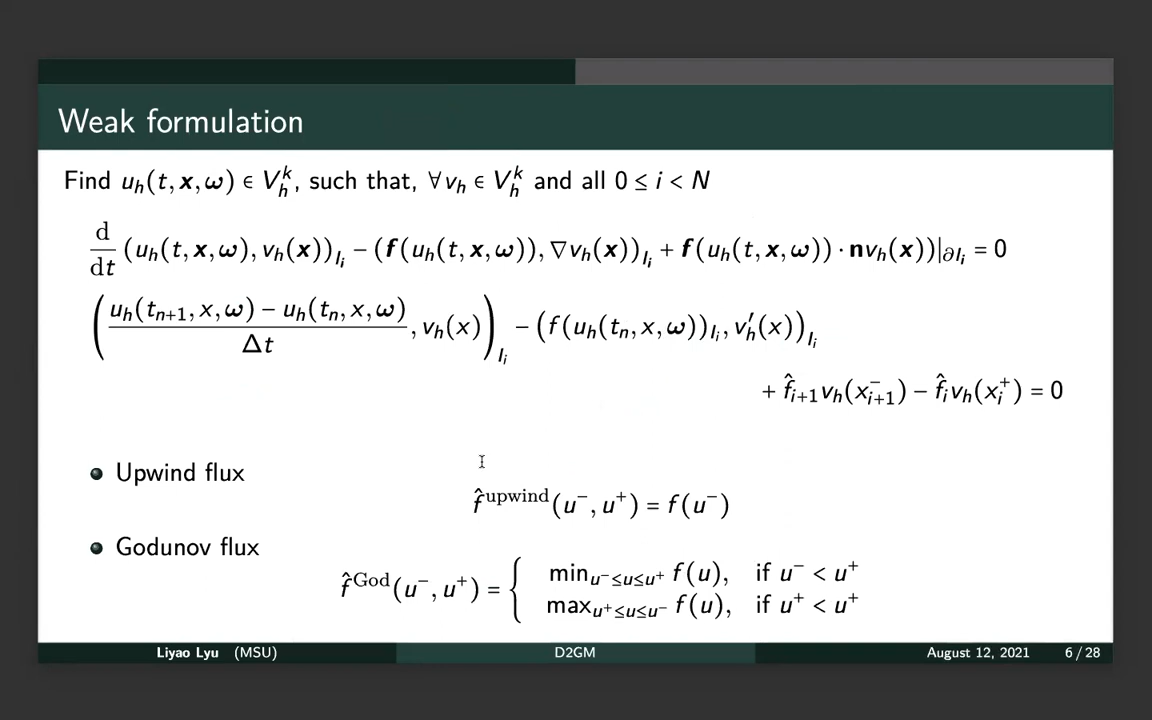 Weak formulation
Find u_h(t, x, ω) ∈ V_h^k, such that, ∀ v_h ∈ V_h^k and all 0 ≤ i < N
d/dt (u_h(t, x, ω), v_h(x))_{I_i} − (f(u_h(t, x, ω)), ∇v_h(x))_{I_i} + f(u_h(t, x, ω)) · n v_h(x))|_{∂I_i} = 0
( (u_h(t_{n+1}, x, ω) − u_h(t_n, x, ω)) / Δt , v_h(x) )_{I_i} − (f(u_h(t_n, x, ω))_{I_i}, v_h′(x))_{I_i}
+ f̂_{i+1} v_h(x_{i+1}^−) − f̂_i v_h(x_i^+) = 0
Upwind flux
f̂^{upwind}(u^−, u^+) = f(u^−)
Godunov flux
f̂^{God}(u^−, u^+) = { min_{u^−≤u≤u^+} f(u), if u^− < u^+
max_{u^+≤u≤u^−} f(u), if u^+ < u^+
Liyao Lyu (MSU) D2GM August 12, 2021 6 / 28